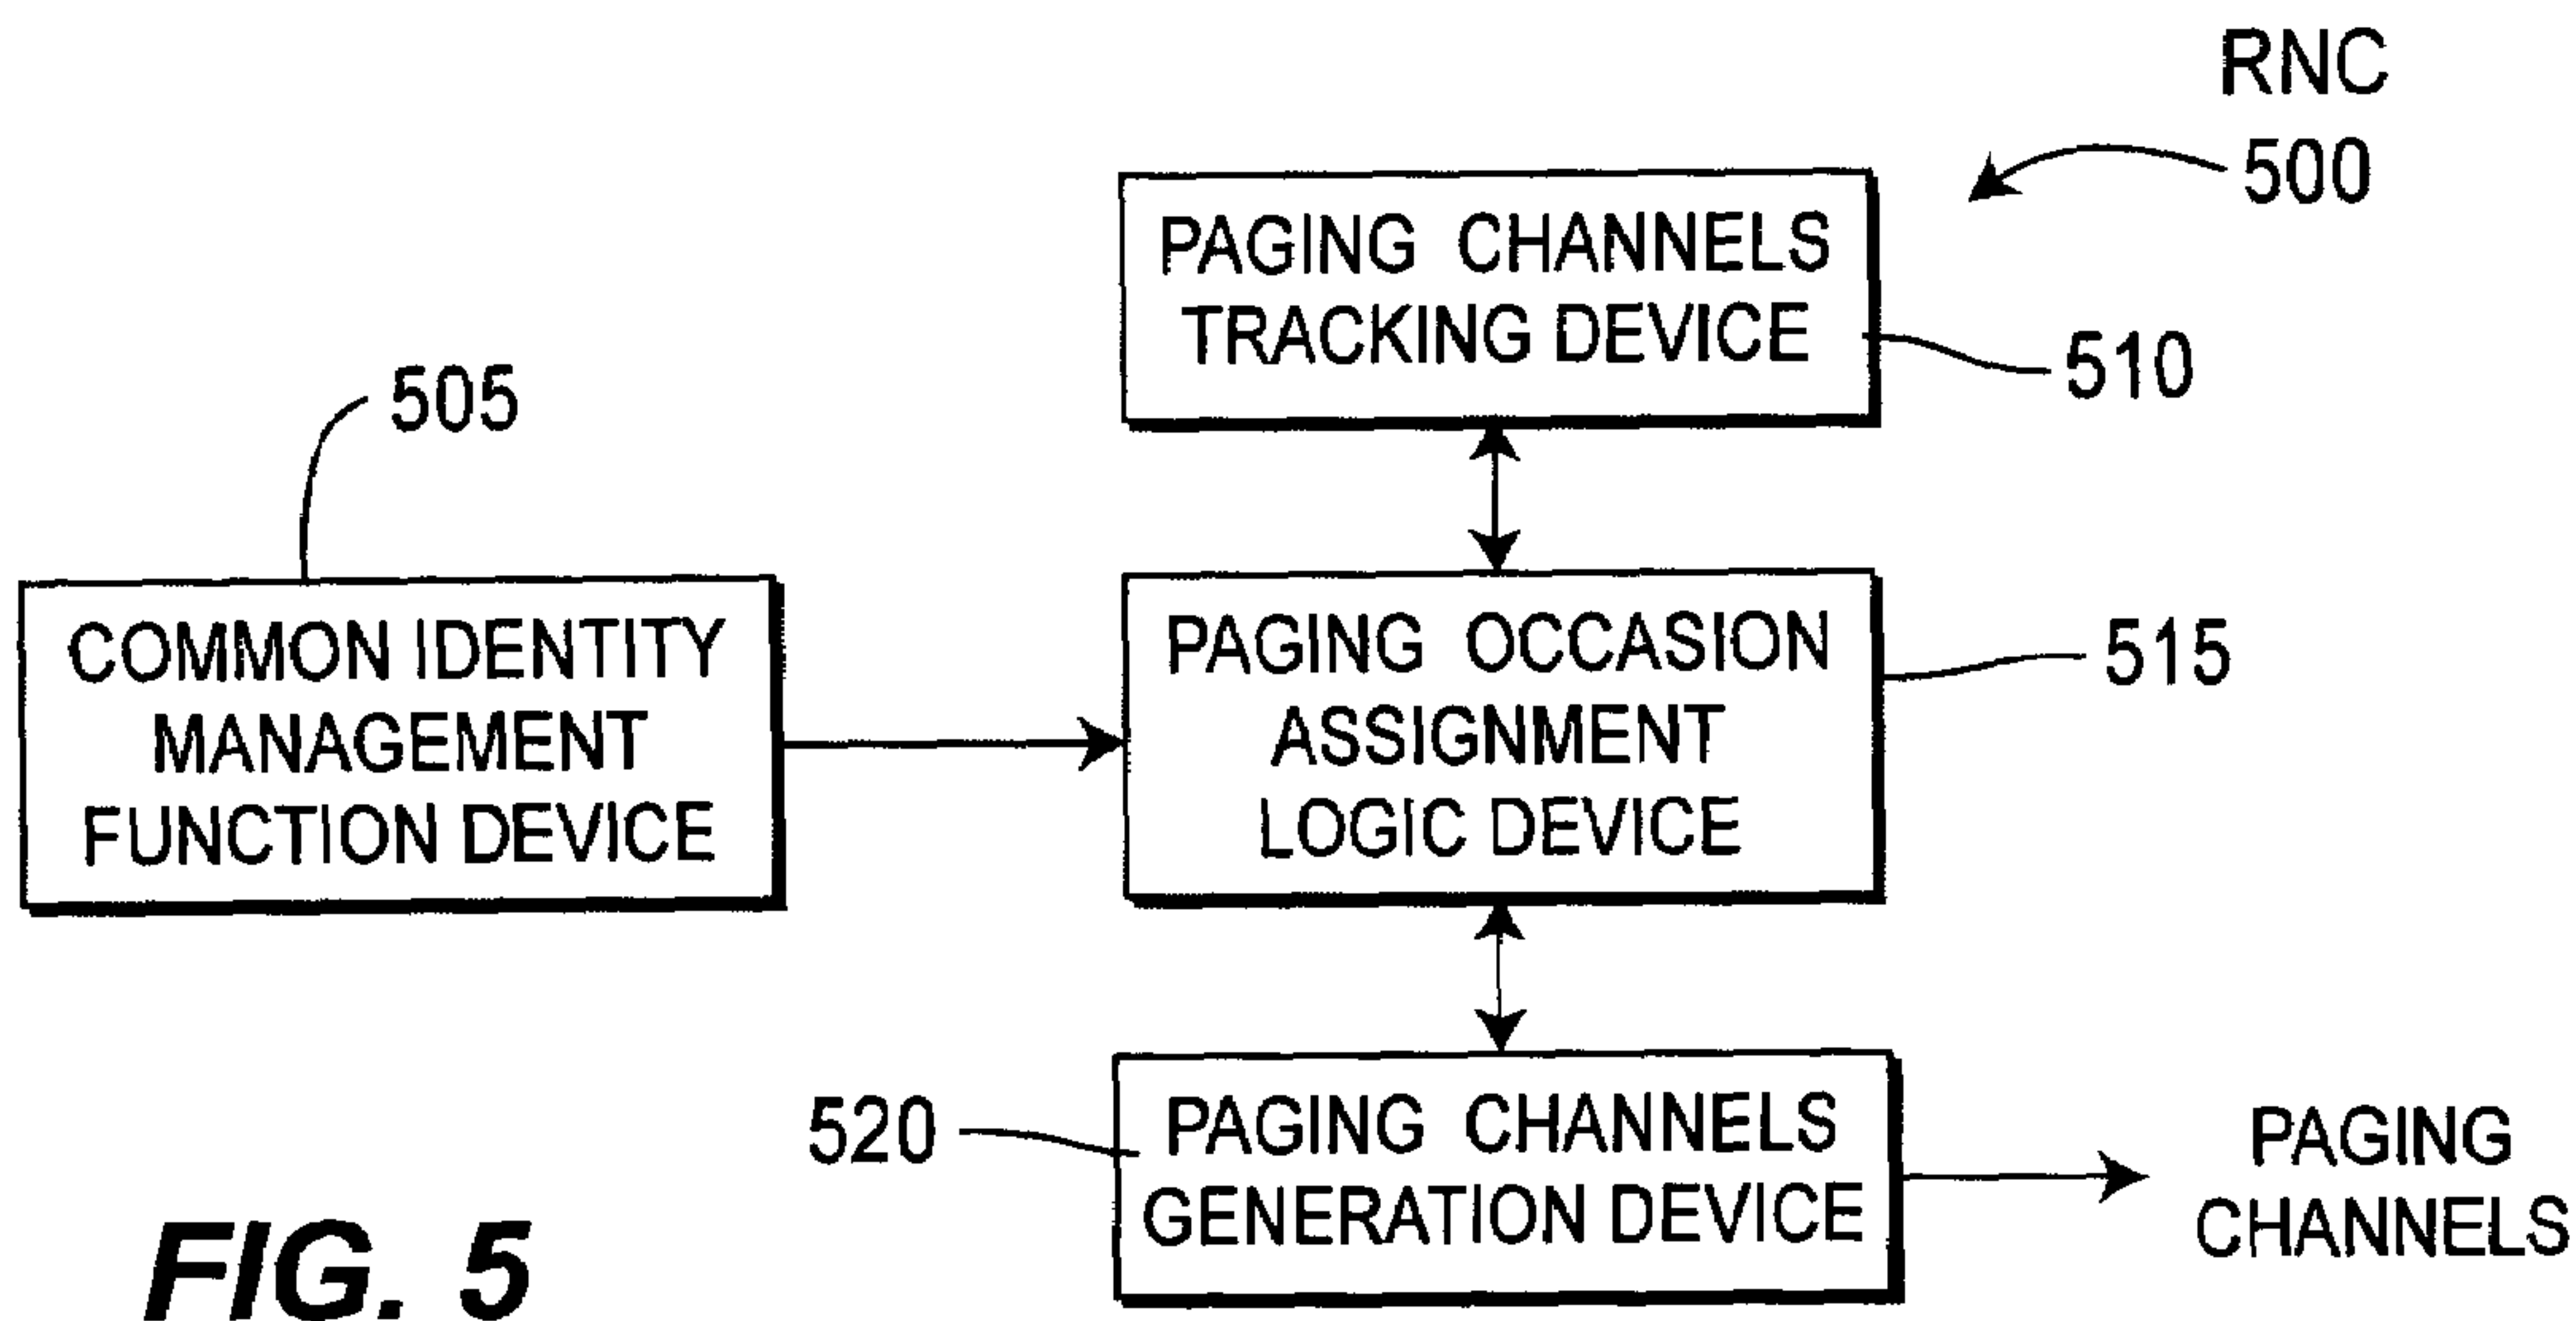 RNC
500
PAGING CHANNELS
TRACKING DEVICE
510
505
COMMON IDENTITY
MANAGEMENT
FUNCTION DEVICE
PAGING OCCASION
ASSIGNMENT
LOGIC DEVICE
515
520
PAGING CHANNELS
GENERATION DEVICE
PAGING
CHANNELS
FIG. 5